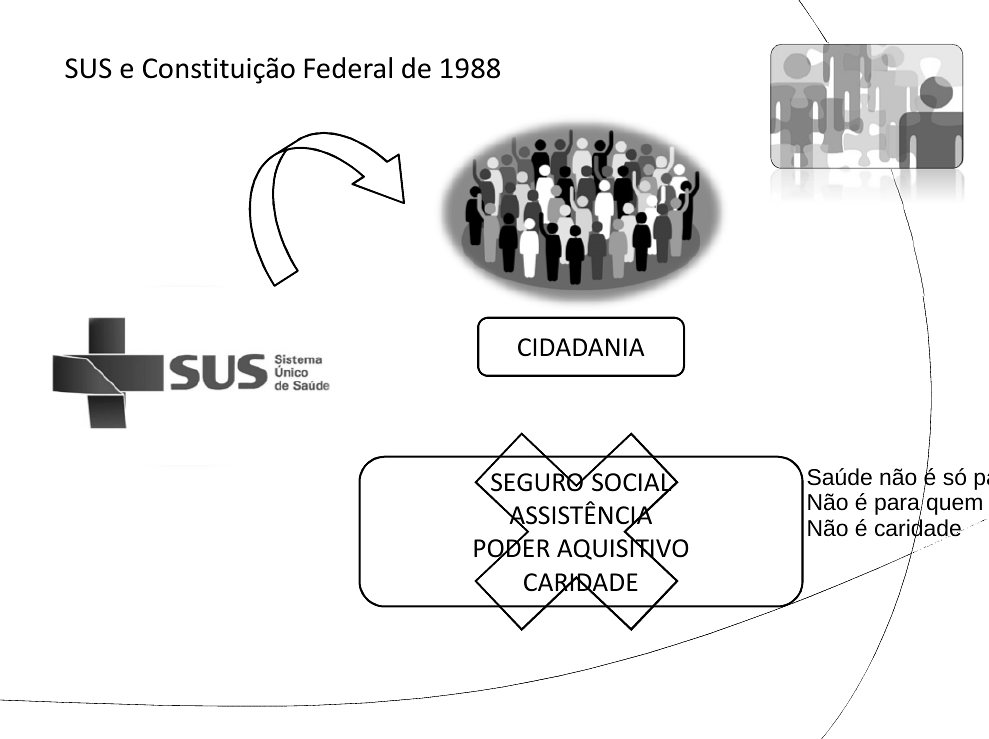 SUS e Constituição Federal de 1988
SUS
Sistema
Único
de Saúde
CIDADANIA
SEGURO SOCIAL
ASSISTÊNCIA
PODER AQUISITIVO
CARIDADE
Saúde não é só
Não é para quem
Não é caridade